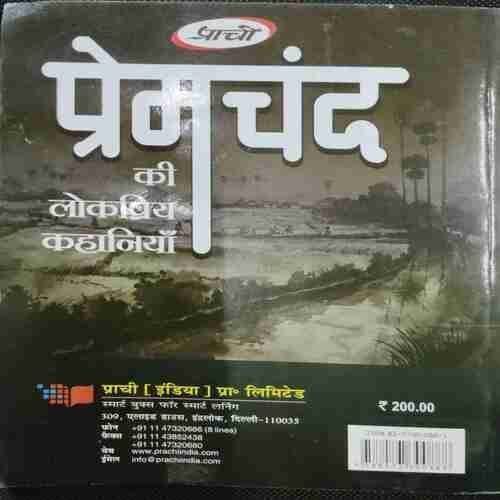 प्राची
प्रेमचंद
की
लोकप्रिय
कहानियाँ
प्राची [ इंडिया ] प्रा॰ लिमिटेड
स्मार्ट बुक्स फॉर स्मार्ट लर्निंग
309, एलाइड हाउस, इंद्रलोक, दिल्ली-110035
फ़ोन +91 11 47320666 (8 lines)
फैक्स +91 11 43852438
+91 11 47320680
वेब www.prachiindia.com
ईमेल info@prachiindia.com
₹ 200.00